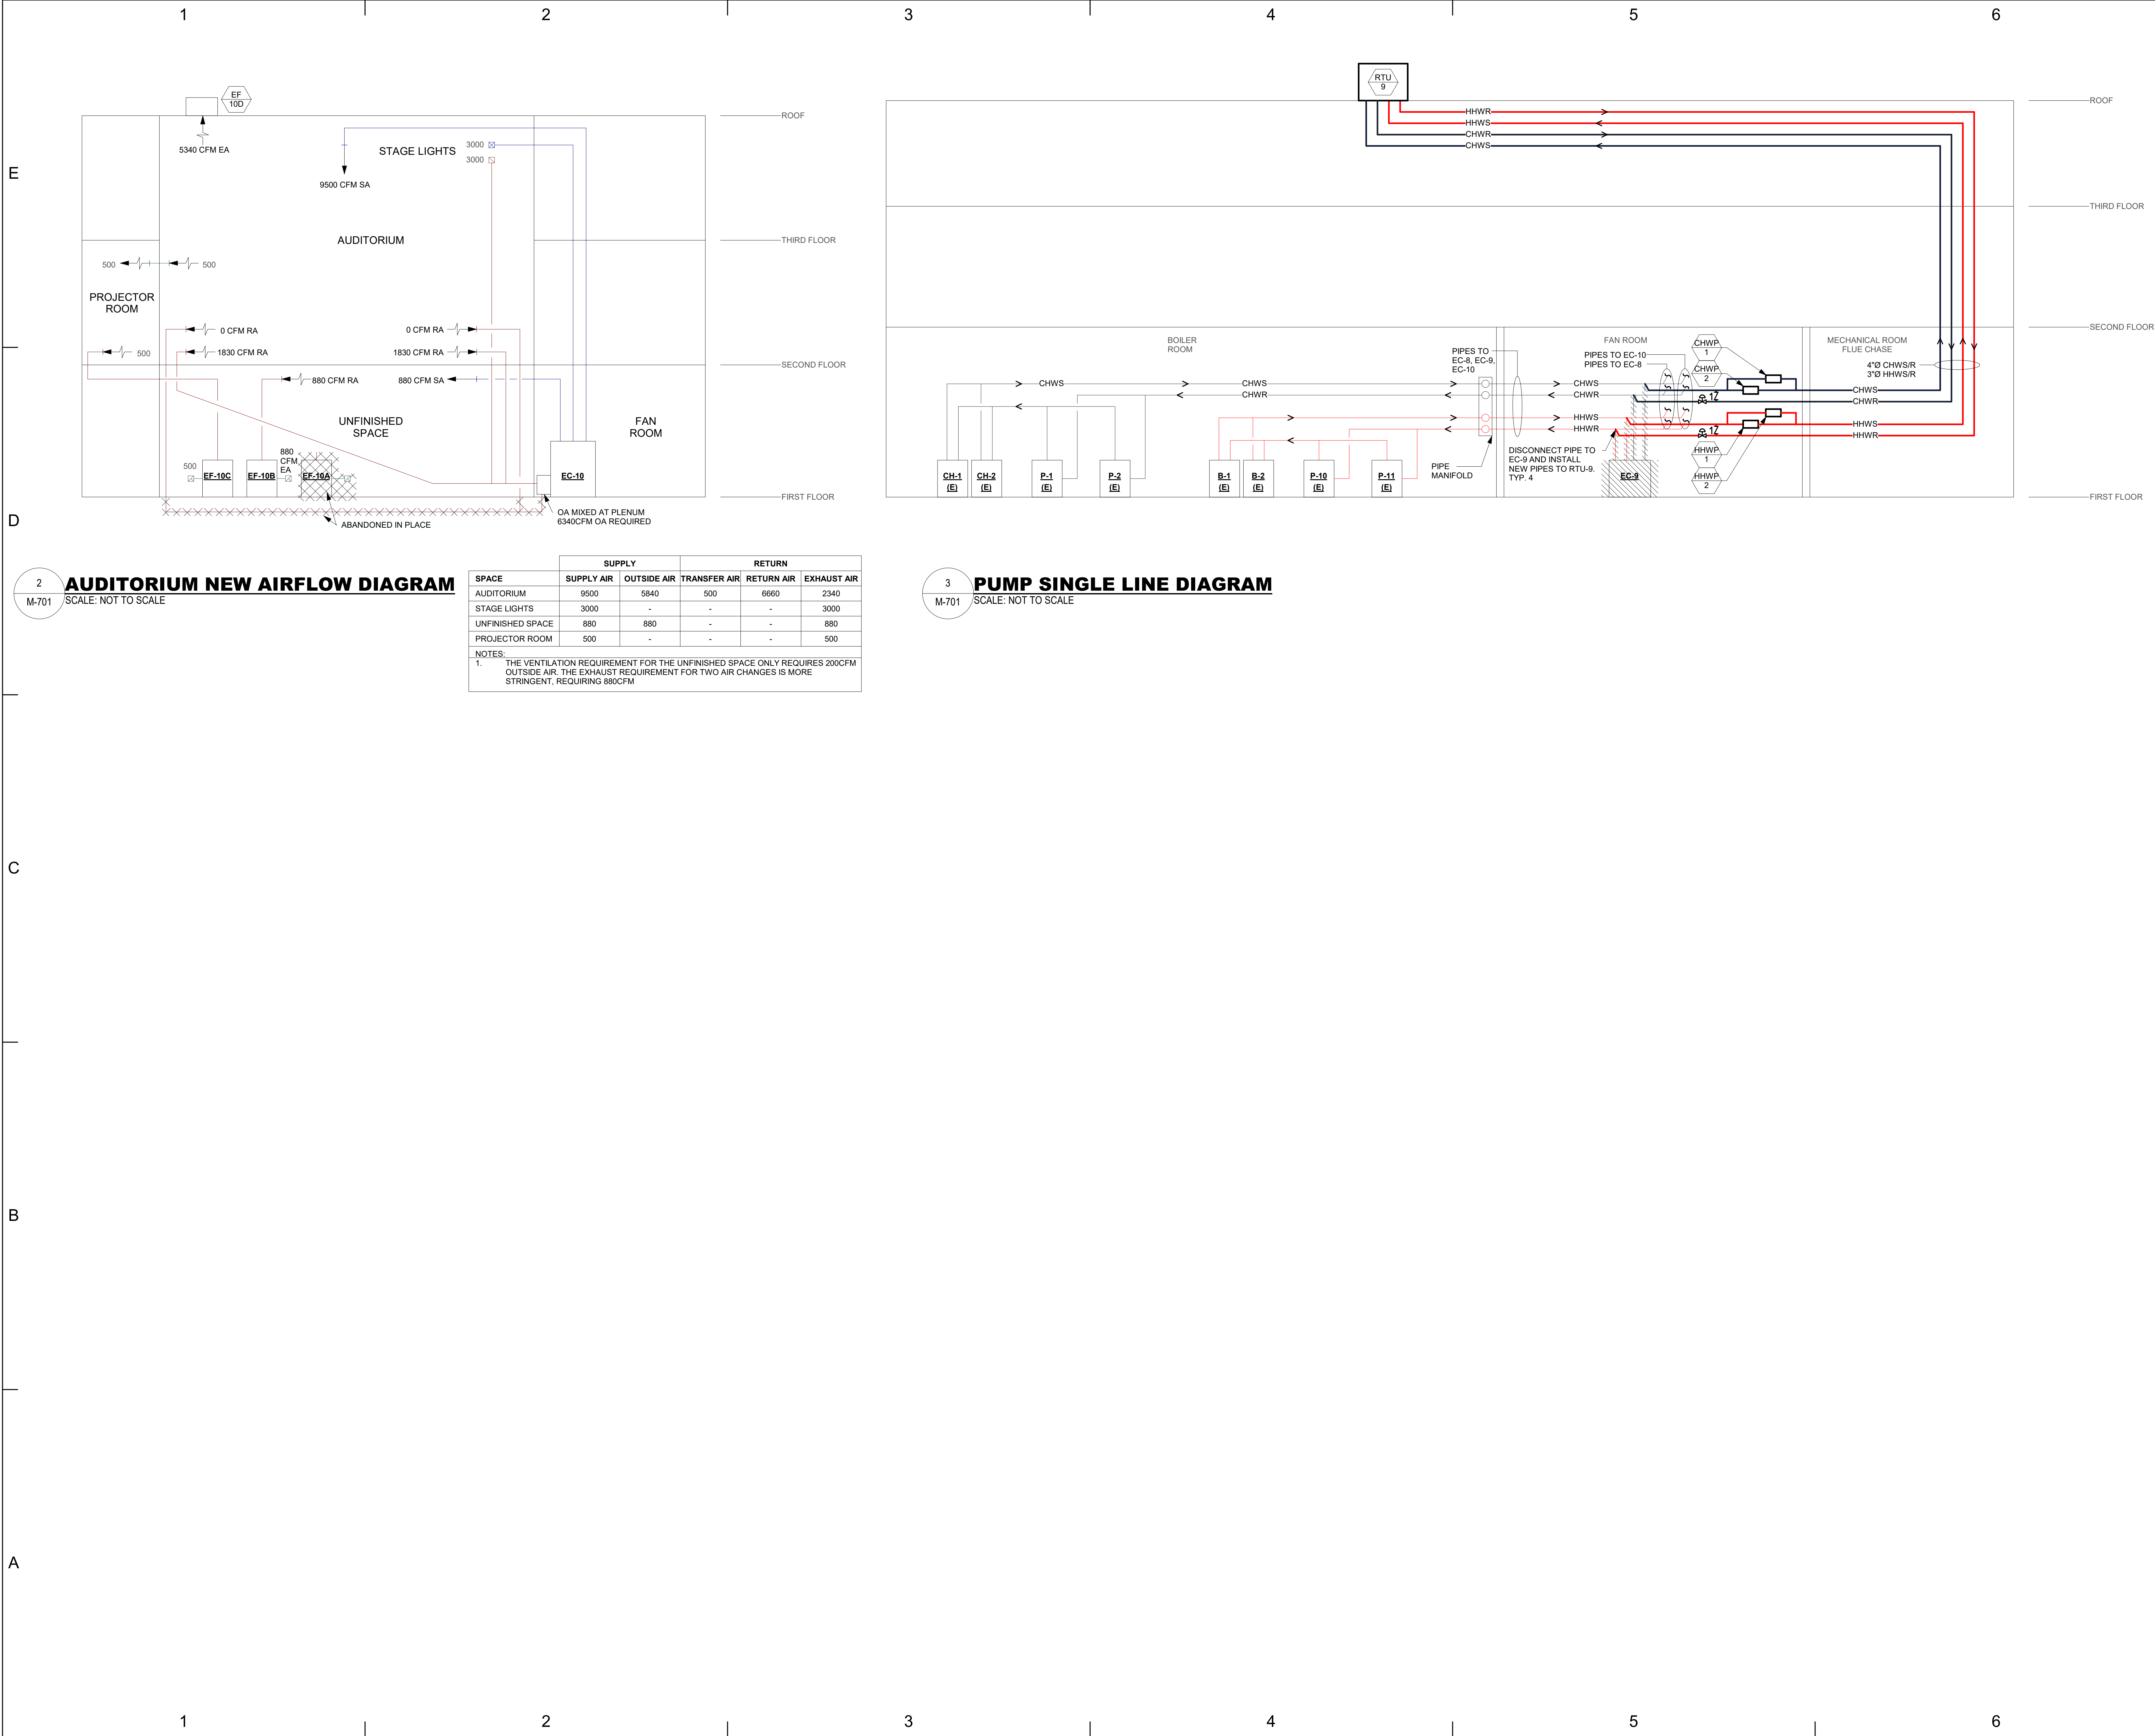 1 2 3 4 5 6
E
D
C
B
A
EF
10D
5340 CFM EA
STAGE LIGHTS
3000
3000
9500 CFM SA
AUDITORIUM
500
500
PROJECTOR
ROOM
0 CFM RA
0 CFM RA
500
1830 CFM RA
1830 CFM RA
880 CFM RA
880 CFM SA
UNFINISHED
SPACE
FAN
ROOM
500
880
CFM
EA
EF-10C
EF-10B
EF-10A
EC-10
ABANDONED IN PLACE
OA MIXED AT PLENUM
6340CFM OA REQUIRED
ROOF
THIRD FLOOR
SECOND FLOOR
FIRST FLOOR
2
M-701
AUDITORIUM NEW AIRFLOW DIAGRAM
SCALE: NOT TO SCALE
SUPPLY RETURN
SPACE SUPPLY AIR OUTSIDE AIR TRANSFER AIR RETURN AIR EXHAUST AIR
AUDITORIUM 9500 5840 500 6660 2340
STAGE LIGHTS 3000 - - - 3000
UNFINISHED SPACE 880 880 - - 880
PROJECTOR ROOM 500 - - - 500
NOTES:
1. THE VENTILATION REQUIREMENT FOR THE UNFINISHED SPACE ONLY REQUIRES 200CFM
OUTSIDE AIR. THE EXHAUST REQUIREMENT FOR TWO AIR CHANGES IS MORE
STRINGENT, REQUIRING 880CFM
RTU
9
HHWR
HHWS
CHWR
CHWS
ROOF
THIRD FLOOR
SECOND FLOOR
FIRST FLOOR
BOILER
ROOM
PIPES TO
EC-8, EC-9,
EC-10
FAN ROOM
PIPES TO EC-10
PIPES TO EC-8
CHWP
1
CHWP
2
MECHANICAL ROOM
FLUE CHASE
4"Ø CHWS/R
3"Ø HHWS/R
CHWS
CHWS
CHWR
CHWS
CHWR
HHWS
HHWR
CHWS
CHWR
HHWS
HHWR
DISCONNECT PIPE TO
EC-9 AND INSTALL
NEW PIPES TO RTU-9.
TYP. 4
PIPE
MANIFOLD
HHWP
1
HHWP
2
CH-1
(E)
CH-2
(E)
P-1
(E)
P-2
(E)
B-1
(E)
B-2
(E)
P-10
(E)
P-11
(E)
EC-9
3
M-701
PUMP SINGLE LINE DIAGRAM
SCALE: NOT TO SCALE
1 2 3 4 5 6